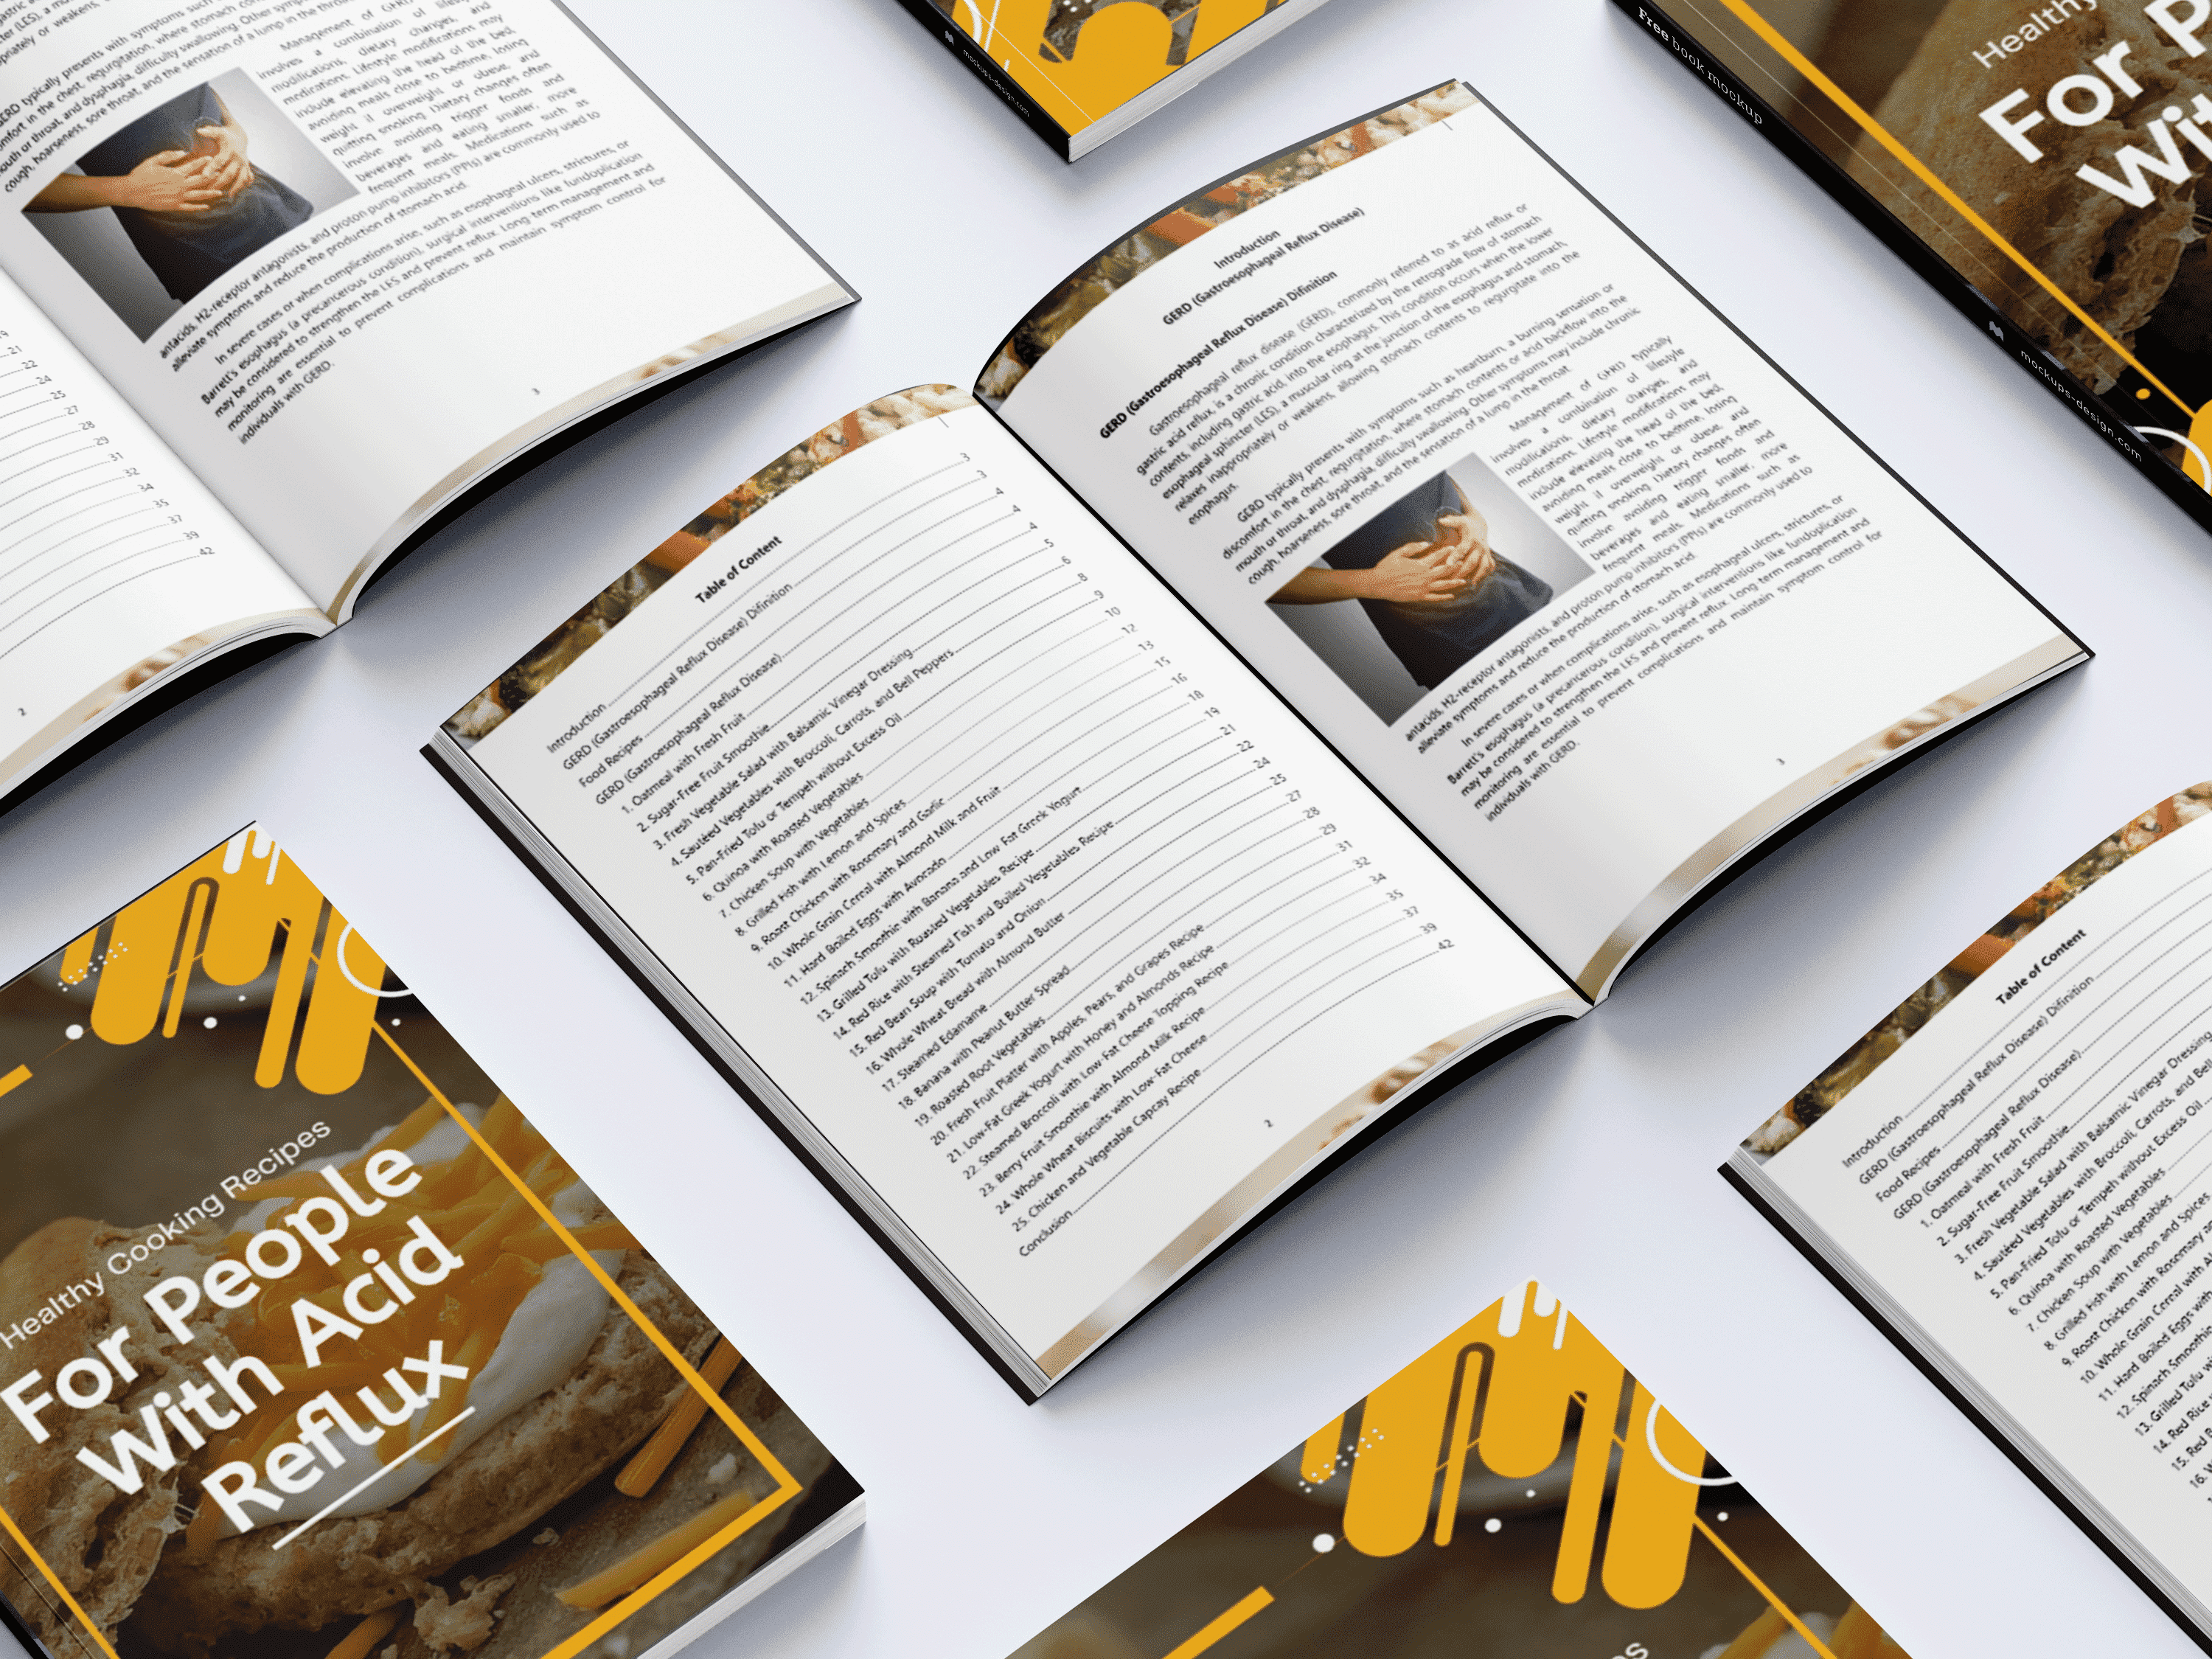 Table of Content
Introduction 3
GERD (Gastroesophageal Reflux Disease) Difinition 3
Food Recipes 4
GERD (Gastroesophageal Reflux Disease) 4
1. Oatmeal with Fresh Fruit 4
2. Sugar-Free Fruit Smoothie 5
3. Fresh Vegetable Salad with Balsamic Vinegar Dressing 6
4. Sautéed Vegetables with Broccoli, Carrots, and Bell Peppers 8
5. Pan-Fried Tofu or Tempeh without Excess Oil 9
6. Quinoa with Roasted Vegetables 10
7. Chicken Soup with Vegetables 12
8. Grilled Fish with Lemon and Spices 13
9. Roast Chicken with Rosemary and Garlic 15
10. Whole Grain Cereal with Almond Milk and Fruit 16
11. Hard Boiled Eggs with Avocado 18
12. Spinach Smoothie with Banana and Low-Fat Greek Yogurt 19
13. Grilled Tofu with Roasted Vegetables Recipe 21
14. Red Rice with Steamed Fish and Boiled Vegetables Recipe 22
15. Red Bean Soup with Tomato and Onion 24
16. Whole Wheat Bread with Almond Butter 25
17. Steamed Edamame 27
18. Banana with Peanut Butter Spread 28
19. Roasted Root Vegetables 29
20. Fresh Fruit Platter with Apples, Pears, and Grapes Recipe 31
21. Low-Fat Greek Yogurt with Honey and Almonds Recipe 32
22. Steamed Broccoli with Low-Fat Cheese Topping Recipe 34
23. Berry Fruit Smoothie with Almond Milk Recipe 35
24. Whole Wheat Biscuits with Low-Fat Cheese 37
25. Chicken and Vegetable Capcay Recipe 39
Conclusion 42
2
Introduction
GERD (Gastroesophageal Reflux Disease)
GERD (Gastroesophageal Reflux Disease) Difinition
Gastroesophageal reflux disease (GERD), commonly referred to as acid reflux or
gastric acid reflux, is a chronic condition characterized by the retrograde flow of stomach
contents, including gastric acid, into the esophagus. This condition occurs when the lower
esophageal sphincter (LES), a muscular ring at the junction of the esophagus and stomach,
relaxes inappropriately or weakens, allowing stomach contents to regurgitate into the
esophagus.
GERD typically presents with symptoms such as heartburn, a burning sensation or
discomfort in the chest, regurgitation, where stomach contents or acid backflow into the
mouth or throat, and dysphagia, difficulty swallowing. Other symptoms may include chronic
cough, hoarseness, sore throat, and the sensation of a lump in the throat.
Management of GERD typically
involves a combination of lifestyle
modifications, dietary changes, and
medications. Lifestyle modifications may
include elevating the head of the bed,
avoiding meals close to bedtime, losing
weight if overweight or obese, and
quitting smoking. Dietary changes often
involve avoiding trigger foods and
beverages and eating smaller, more
frequent meals. Medications such as
antacids, H2-receptor antagonists, and proton pump inhibitors (PPIs) are commonly used to
alleviate symptoms and reduce the production of stomach acid.
In severe cases or when complications arise, such as esophageal ulcers, strictures, or
Barrett's esophagus (a precancerous condition), surgical interventions like fundoplication
may be considered to strengthen the LES and prevent reflux. Long term management and
monitoring are essential to prevent complications and maintain symptom control for
individuals with GERD.
3
Healthy Cooking Recipes
For People
With Acid
Reflux
Free book mockup
mockups-design.com
mockups-design.com